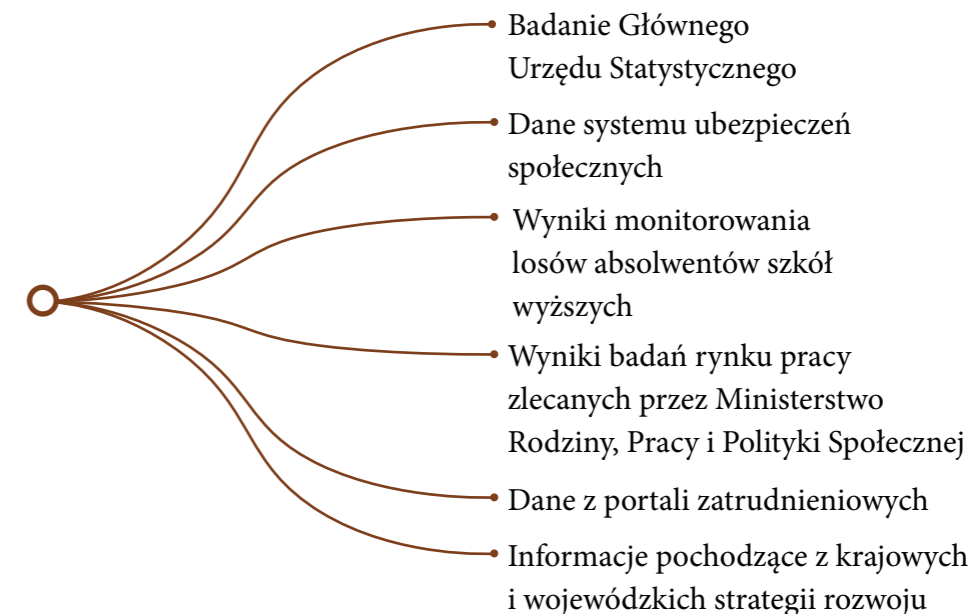 Badanie Głównego
Urzędu Statystycznego
Dane systemu ubezpieczeń
społecznych
Wyniki monitorowania
losów absolwentów szkół
wyższych
Wyniki badań rynku pracy
zlecanych przez Ministerstwo
Rodziny, Pracy i Polityki Społecznej
Dane z portali zatrudnieniowych
Informacje pochodzące z krajowych
i wojewódzkich strategii rozwoju